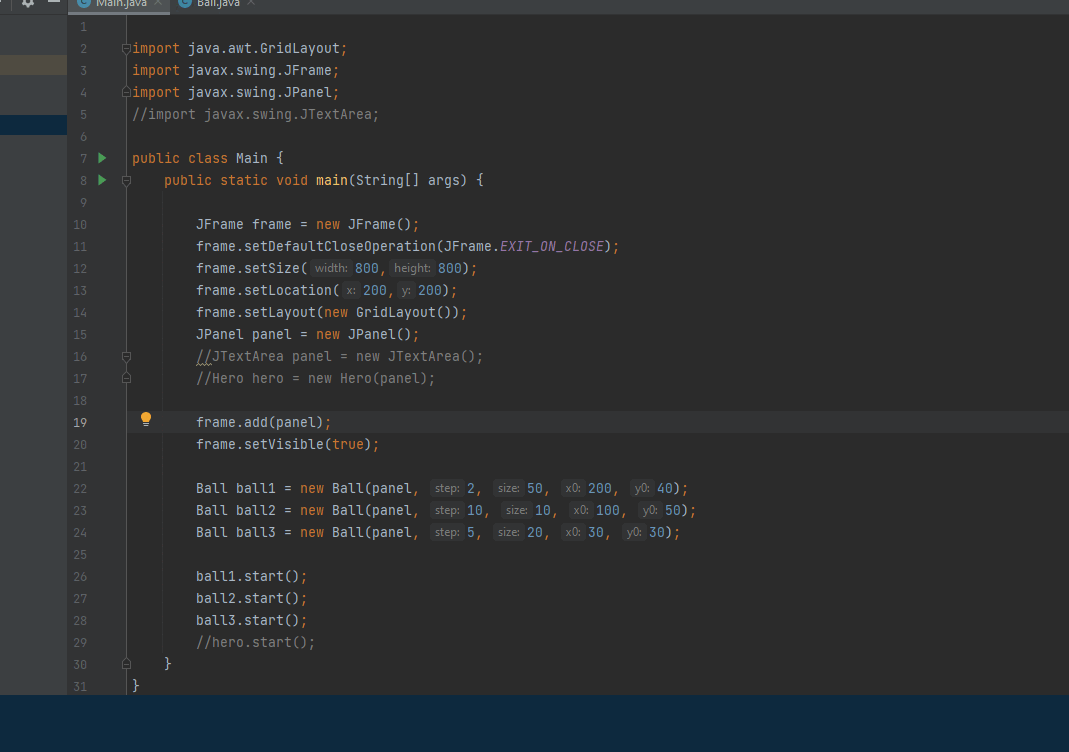 Main.java Ball.java
1
2 import java.awt.GridLayout;
3 import javax.swing.JFrame;
4 import javax.swing.JPanel;
5 //import javax.swing.JTextArea;
6
7 public class Main {
8 public static void main(String[] args) {
9
10 JFrame frame = new JFrame();
11 frame.setDefaultCloseOperation(JFrame.EXIT_ON_CLOSE);
12 frame.setSize( width: 800, height: 800);
13 frame.setLocation( x: 200, y: 200);
14 frame.setLayout(new GridLayout());
15 JPanel panel = new JPanel();
16 //JTextArea panel = new JTextArea();
17 //Hero hero = new Hero(panel);
18
19 frame.add(panel);
20 frame.setVisible(true);
21
22 Ball ball1 = new Ball(panel, step: 2, size: 50, x0: 200, y0: 40);
23 Ball ball2 = new Ball(panel, step: 10, size: 10, x0: 100, y0: 50);
24 Ball ball3 = new Ball(panel, step: 5, size: 20, x0: 30, y0: 30);
25
26 ball1.start();
27 ball2.start();
28 ball3.start();
29 //hero.start();
30 }
31 }